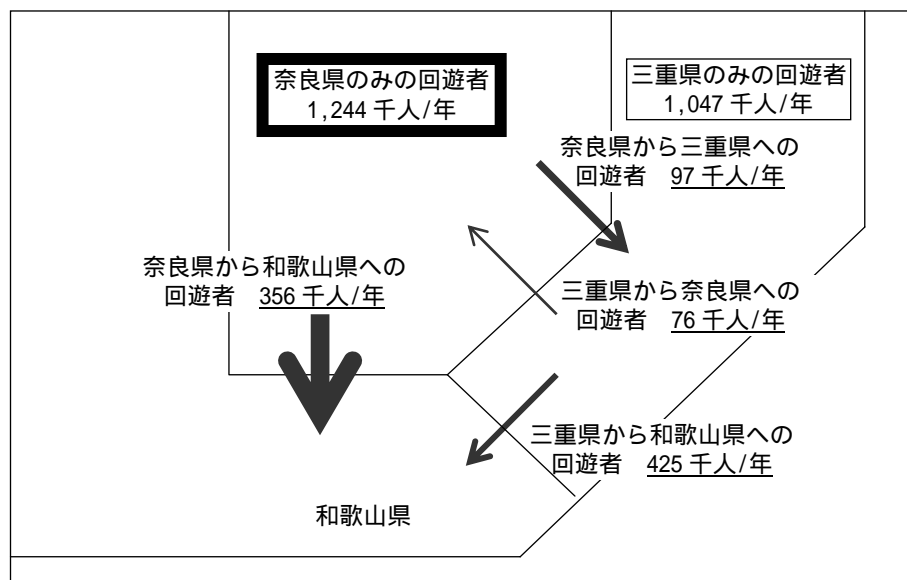 奈良県のみの回遊者
1,244 千人/年
三重県のみの回遊者
1,047 千人/年
奈良県から三重県への
回遊者 97 千人/年
奈良県から和歌山県への
回遊者 356 千人/年
三重県から奈良県への
回遊者 76 千人/年
三重県から和歌山県への
回遊者 425 千人/年
和歌山県